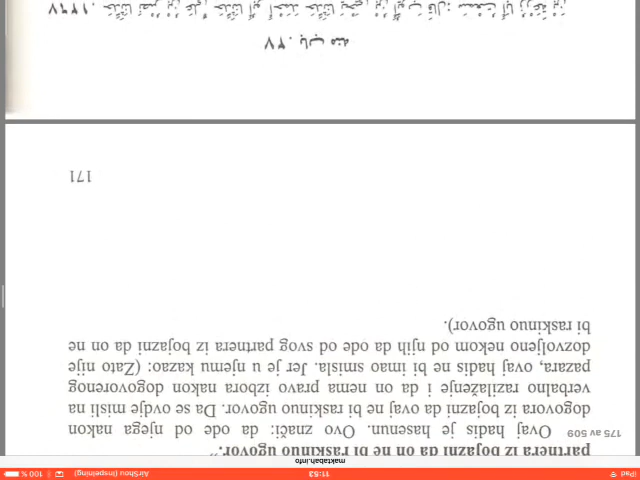 iPad 11:53 AirShou (Inspelning) 100 %
maktabah.info
partnera iz bojazni da on ne bi raskinuo ugovor.”
175 av 509
Ovaj hadis je hasenun. Ovo znači: da ode od njega nakon
dogovora iz bojazni da ovaj ne bi raskinuo ugovor. Da se ovdje misli na
verbalno razilaženje i da on nema pravo izbora nakon dogovorenog
pazara, ovaj hadis ne bi imao smisla. Jer je u njemu kazao: (Zato nije
dozvoljeno nekom od njih da ode od svog partnera iz bojazni da on ne
bi raskinuo ugovor).
171
باب منه
حَدَّثَنَا نَصْرُ بْنُ عَلِيٍّ حَدَّثَنَا أَبُو أَحْمَدَ حَدَّثَنَا يَحْيَى بْنُ أَيُّوبَ قَالَ: سَمِعْتُ أَبَا زُرْعَةَ بْنَ